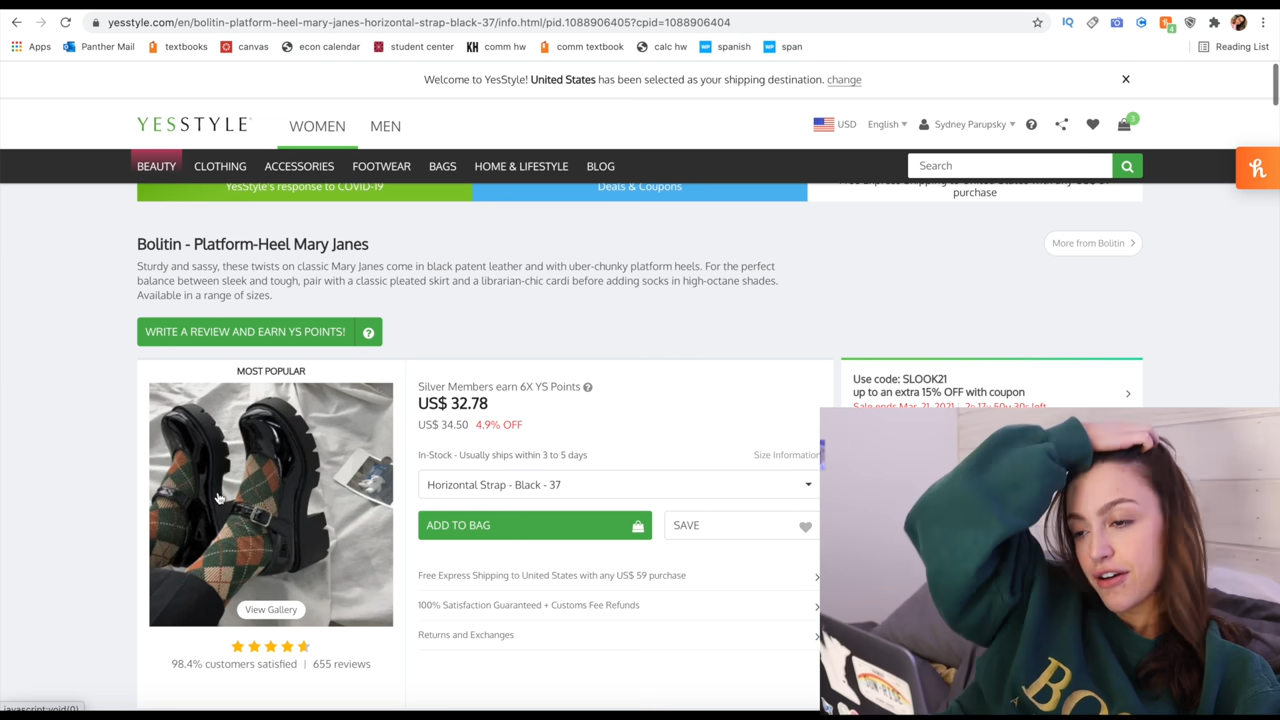 yesstyle.com/en/bolitin-platform-heel-mary-janes-horizontal-strap-black-37/info.html/pid.1088906405?cpid=1088906404
Apps Panther Mail textbooks canvas econ calendar student center KH comm hw comm textbook calc hw WP spanish WP span Reading List
Welcome to YesStyle! United States has been selected as your shipping destination. change
YESSTYLE WOMEN MEN USD English Sydney Parupsky
BEAUTY CLOTHING ACCESSORIES FOOTWEAR BAGS HOME & LIFESTYLE BLOG Search
YesStyle's response to COVID-19 Deals & Coupons
purchase
Bolitin - Platform-Heel Mary Janes More from Bolitin
Sturdy and sassy, these twists on classic Mary Janes come in black patent leather and with uber-chunky platform heels. For the perfect
balance between sleek and tough, pair with a classic pleated skirt and a librarian-chic cardi before adding socks in high-octane shades.
Available in a range of sizes.
WRITE A REVIEW AND EARN YS POINTS!
MOST POPULAR
View Gallery
98.4% customers satisfied | 655 reviews
Silver Members earn 6X YS Points
US$ 32.78
US$ 34.50 4.9% OFF
In-Stock - Usually ships within 3 to 5 days Size Information
Horizontal Strap - Black - 37
ADD TO BAG SAVE
Free Express Shipping to United States with any US$ 59 purchase
100% Satisfaction Guaranteed + Customs Fee Refunds
Returns and Exchanges
Use code: SLOOK21
up to an extra 15% OFF with coupon
Sale ends Mar. 21, 2021
javascript:void(0)